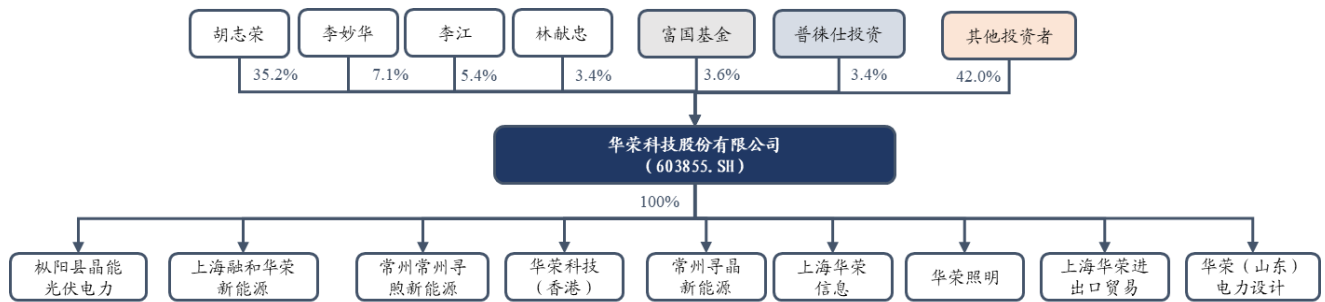 胡志荣
李妙华
李江
林献忠
富国基金
普徕仕投资
其他投资者
35.2%
7.1%
5.4%
3.4%
3.6%
3.4%
42.0%
华荣科技股份有限公司
(603855.SH)
100%
枞阳县晶能
光伏电力
上海融和华荣
新能源
常州常州寻
煦新能源
华荣科技
(香港)
常州寻晶
新能源
上海华荣
信息
华荣照明
上海华荣进
出口贸易
华荣(山东)
电力设计